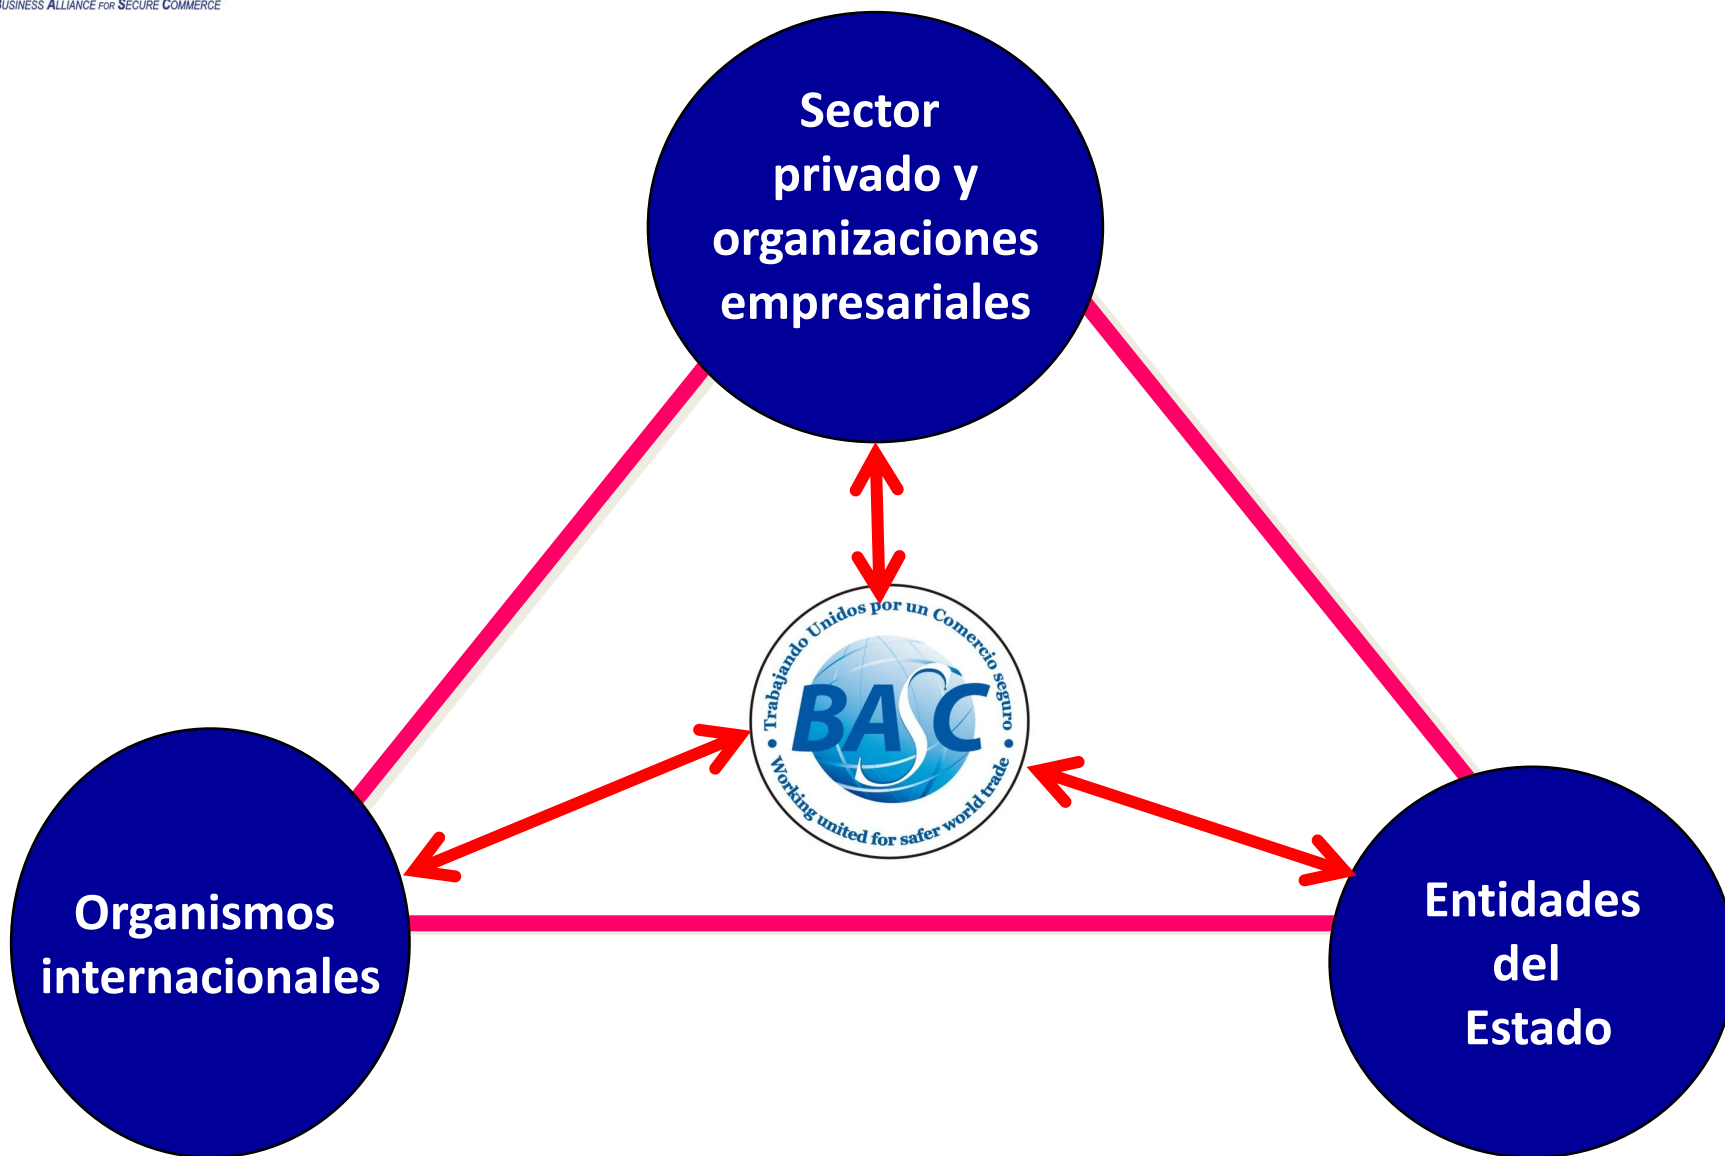 BUSINESS ALLIANCE FOR SECURE COMMERCE
Sector
privado y
organizaciones
empresariales
Trabajando Unidos por un Comercio seguro
BASC
Working united for safer world trade
Organismos
internacionales
Entidades
del
Estado